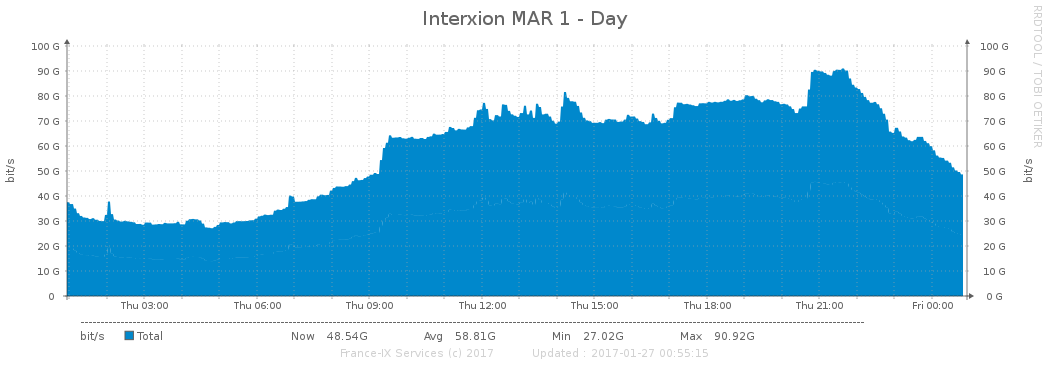 Interxion MAR 1 - Day
RRDTOOL / TOBI OETIKER
100 G 100 G
90 G 90 G
80 G 80 G
70 G 70 G
60 G 60 G
50 G 50 G
40 G 40 G
30 G 30 G
20 G 20 G
10 G 10 G
0 0 G
bit/s bit/s
Thu 03:00 Thu 06:00 Thu 09:00 Thu 12:00 Thu 15:00 Thu 18:00 Thu 21:00 Fri 00:00
bit/s Total Now 48.54G Avg 58.81G Min 27.02G Max 90.92G
France-IX Services (c) 2017 Updated : 2017-01-27 00:55:15